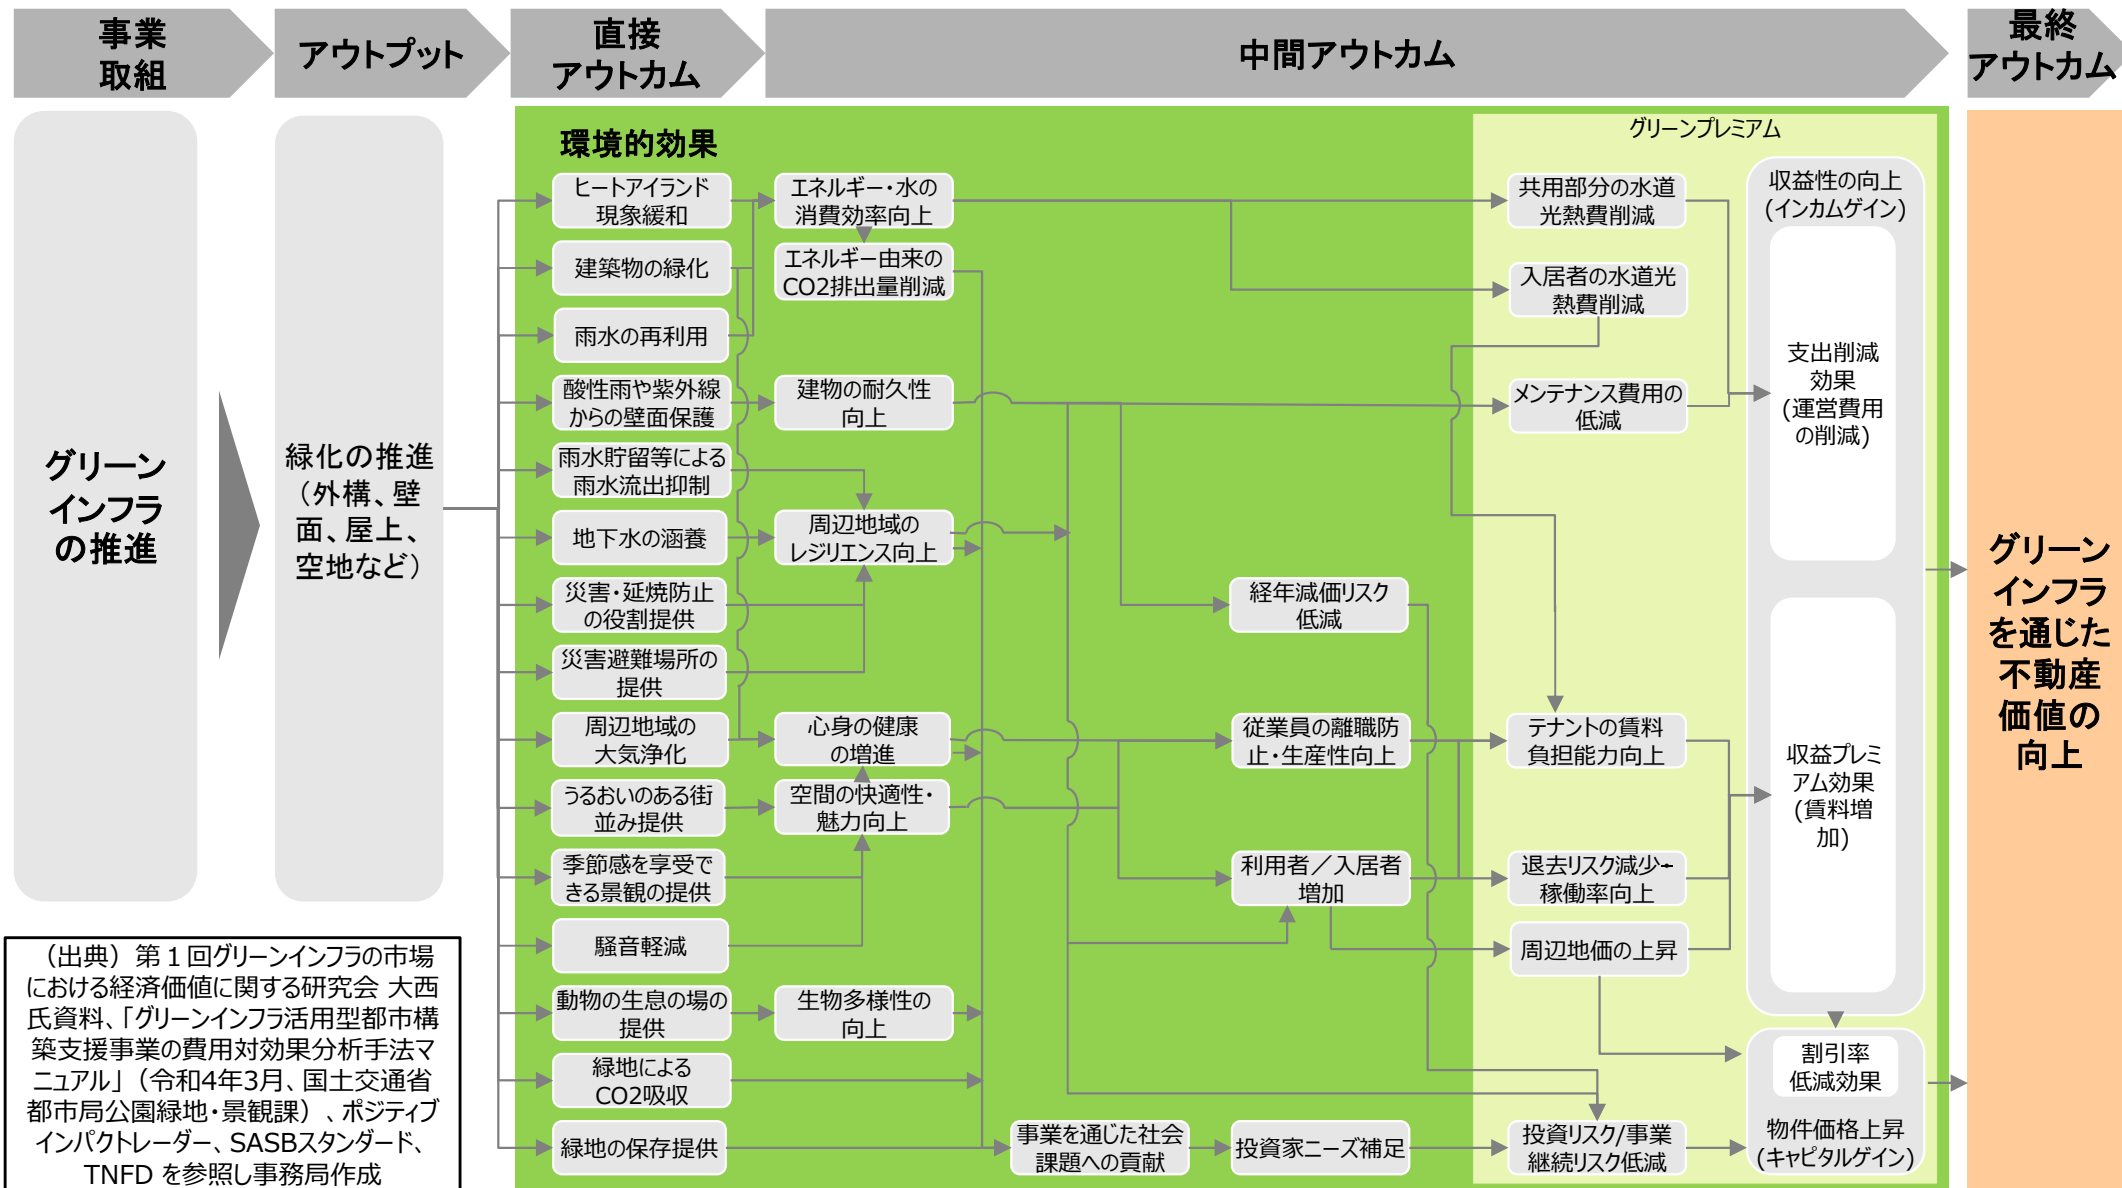 事業
取組
アウトプット
直接
アウトカム
中間アウトカム
最終
アウトカム
グリーン
インフラ
の推進
緑化の推進
（外構、壁
面、屋上、
空地など）
環境的効果
ヒートアイランド
現象緩和
建築物の緑化
雨水の再利用
酸性雨や紫外線
からの壁面保護
雨水貯留等による
雨水流出抑制
地下水の涵養
災害・延焼防止
の役割提供
災害避難場所の
提供
周辺地域の
大気浄化
うるおいのある街
並み提供
季節感を享受で
きる景観の提供
騒音軽減
動物の生息の場の
提供
緑地による
CO2吸収
緑地の保存提供
エネルギー・水の
消費効率向上
エネルギー由来の
CO2排出量削減
建物の耐久性
向上
周辺地域の
レジリエンス向上
心身の健康
の増進
空間の快適性・
魅力向上
生物多様性の
向上
事業を通じた社会
課題への貢献
経年減価リスク
低減
従業員の離職防
止・生産性向上
利用者／入居者
増加
投資家ニーズ補足
グリーンプレミアム
共用部分の水道
光熱費削減
入居者の水道光
熱費削減
メンテナンス費用の
低減
テナントの賃料
負担能力向上
退去リスク減少・
稼働率向上
周辺地価の上昇
投資リスク/事業
継続リスク低減
収益性の向上
(インカムゲイン)
支出削減
効果
(運営費用
の削減)
収益プレミ
アム効果
(賃料増
加)
割引率
低減効果
物件価格上昇
(キャピタルゲイン)
グリーン
インフラ
を通じた
不動産
価値の
向上
（出典）第１回グリーンインフラの市場
における経済価値に関する研究会 大西
氏資料、「グリーンインフラ活用型都市構
築支援事業の費用対効果分析手法マ
ニュアル」（令和4年3月、国土交通省
都市局公園緑地・景観課）、ポジティブ
インパクトレーダー、SASBスタンダード、
TNFD を参照し事務局作成